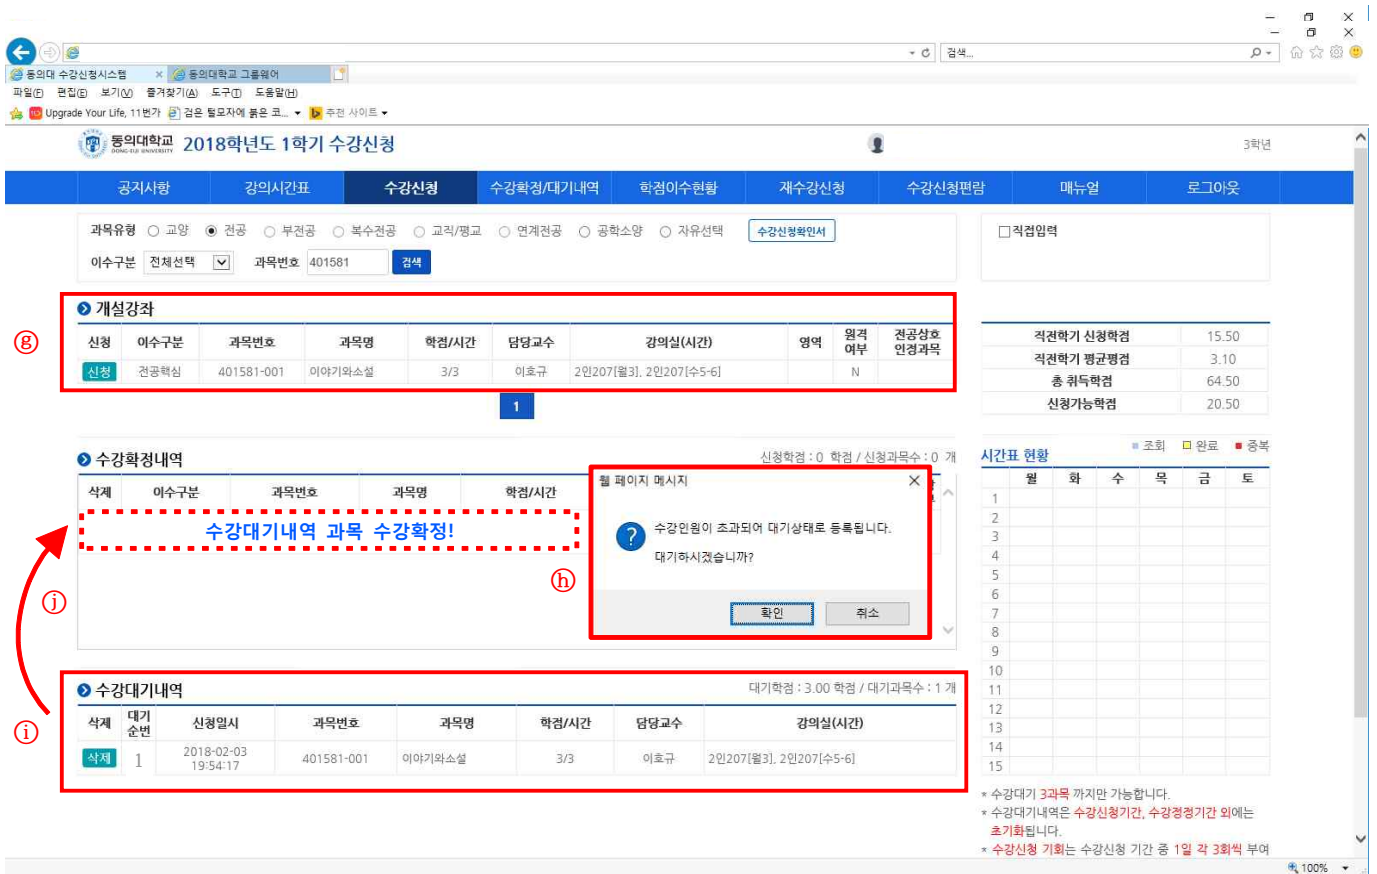 검색...
동의대 수강신청시스템
동의대학교 그룹웨어
파일(F) 편집(E) 보기(V) 즐겨찾기(A) 도구(T) 도움말(H)
Upgrade Your Life, 11번가 검은 털모자에 붉은 코... 추천 사이트
동의대학교 2018학년도 1학기 수강신청
DONG-EUI UNIVERSITY
3학년
공지사항 강의시간표 수강신청 수강확정/대기내역 학점이수현황 재수강신청 수강신청편람 매뉴얼 로그아웃
과목유형 교양 전공 부전공 복수전공 교직/평교 연계전공 공학소양 자유선택 수강신청확인서
직접입력
이수구분 전체선택 과목번호 401581 검색
ⓖ
개설강좌
신청 이수구분 과목번호 과목명 학점/시간 담당교수 강의실(시간) 영역 원격여부 전공상호인정과목
신청 전공핵심 401581-001 이야기와소설 3/3 이호규 2인207[월3], 2인207[수5-6] N
1
직전학기 신청학점 15.50
직전학기 평균평점 3.10
총 취득학점 64.50
신청가능학점 20.50
수강확정내역
신청학점 : 0 학점 / 신청과목수 : 0 개
삭제 이수구분 과목번호 과목명 학점/시간
수강대기내역 과목 수강확정!
ⓗ
웹 페이지 메시지
수강인원이 초과되어 대기상태로 등록됩니다.
대기하시겠습니까?
확인 취소
ⓙ
시간표 현황
조회 완료 중복
월 화 수 목 금 토
1
2
3
4
5
6
7
8
9
10
11
12
13
14
15
ⓘ
수강대기내역
대기학점 : 3.00 학점 / 대기과목수 : 1 개
삭제 대기순번 신청일시 과목번호 과목명 학점/시간 담당교수 강의실(시간)
삭제 1 2018-02-03 19:54:17 401581-001 이야기와소설 3/3 이호규 2인207[월3], 2인207[수5-6]
* 수강대기 3과목 까지만 가능합니다.
* 수강대기내역은 수강신청기간, 수강정정기간 외에는
초기화됩니다.
* 수강신청 기회는 수강신청 기간 중 1일 각 3회씩 부여
100%